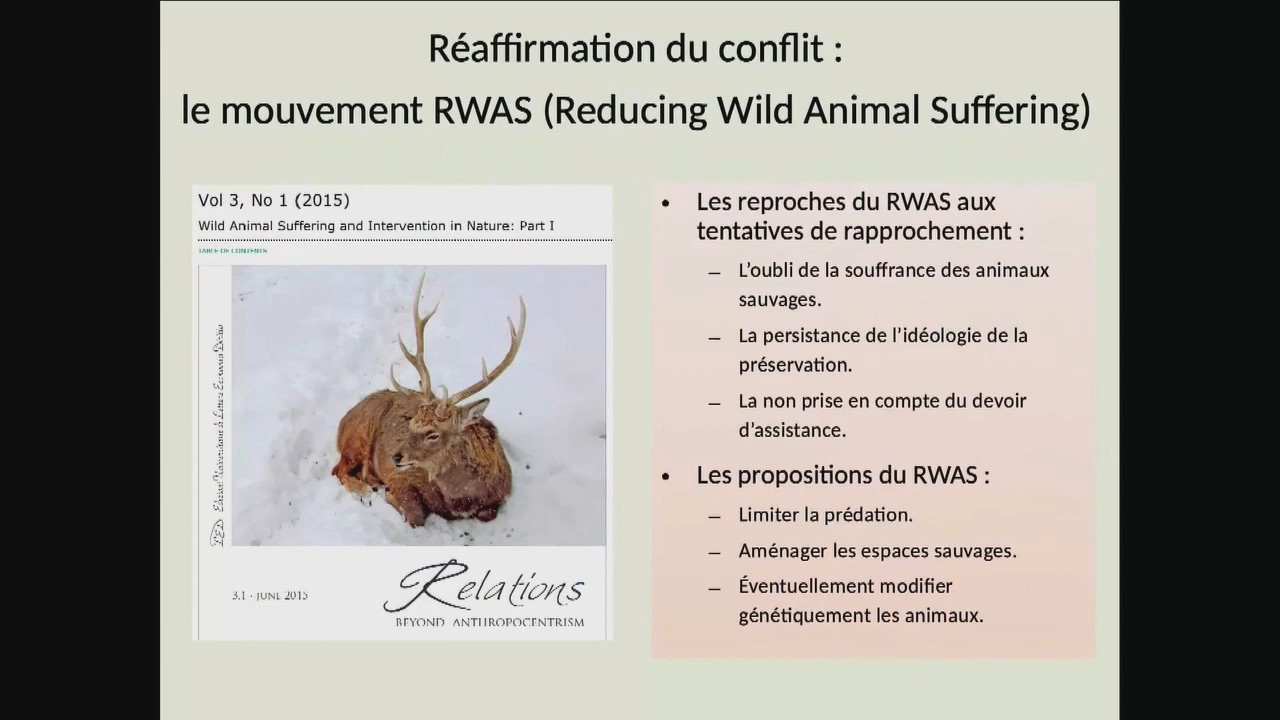 Réaffirmation du conflit :
le mouvement RWAS (Reducing Wild Animal Suffering)
Vol 3, No 1 (2015)
Wild Animal Suffering and Intervention in Nature: Part I
TABLE OF CONTENTS
3.1 · JUNE 2015
Relations
BEYOND ANTHROPOCENTRISM
• Les reproches du RWAS aux
tentatives de rapprochement :
– L’oubli de la souffrance des animaux
sauvages.
– La persistance de l’idéologie de la
préservation.
– La non prise en compte du devoir
d’assistance.
• Les propositions du RWAS :
– Limiter la prédation.
– Aménager les espaces sauvages.
– Éventuellement modifier
génétiquement les animaux.